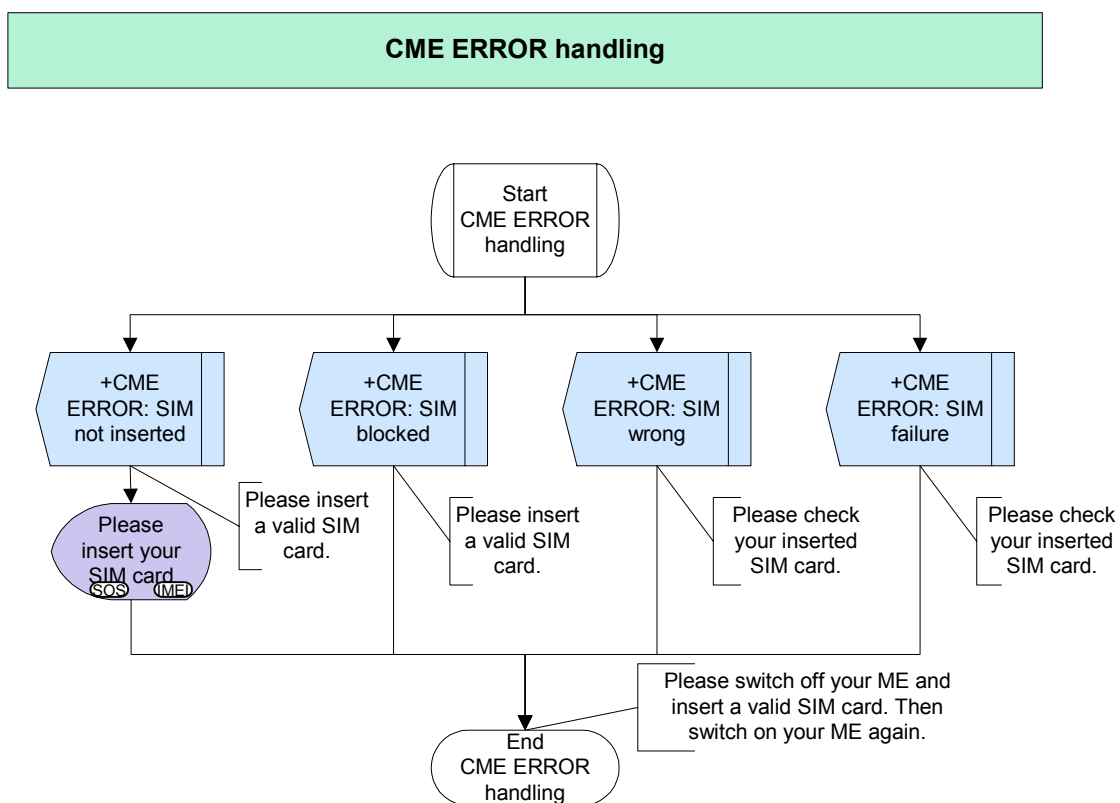 CME ERROR handling
Start
CME ERROR
handling
+CME
ERROR: SIM
not inserted
+CME
ERROR: SIM
blocked
+CME
ERROR: SIM
wrong
+CME
ERROR: SIM
failure
Please
insert your
SIM card
SOS
IMEI
Please insert
a valid SIM
card.
Please insert
a valid SIM
card.
Please check
your inserted
SIM card.
Please check
your inserted
SIM card.
Please switch off your ME and
insert a valid SIM card. Then
switch on your ME again.
End
CME ERROR
handling